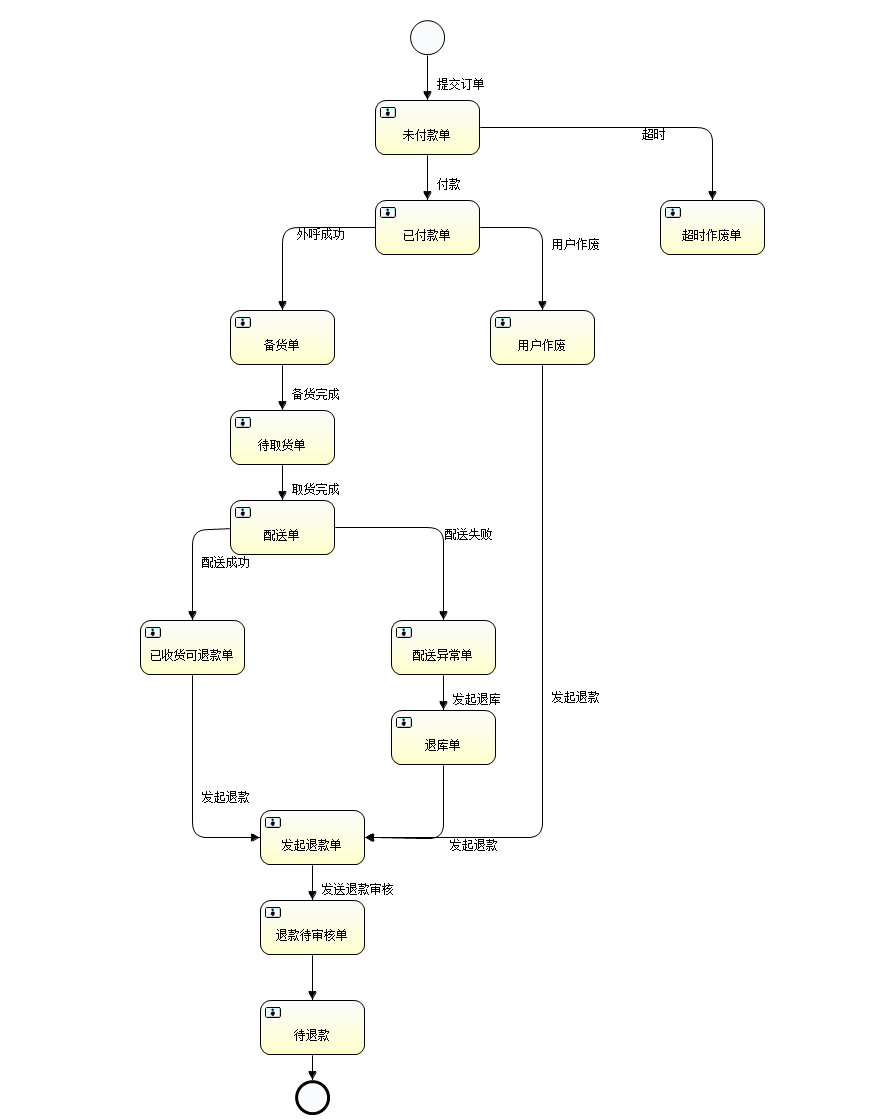 提交订单
未付款单
超时
付款
已付款单
超时作废单
外呼成功
用户作废
备货单
用户作废
备货完成
待取货单
取货完成
配送单
配送失败
配送成功
已收货可退款单
配送异常单
发起退库
发起退款
退库单
发起退款
发起退款单
发起退款
发送退款审核
退款待审核单
待退款